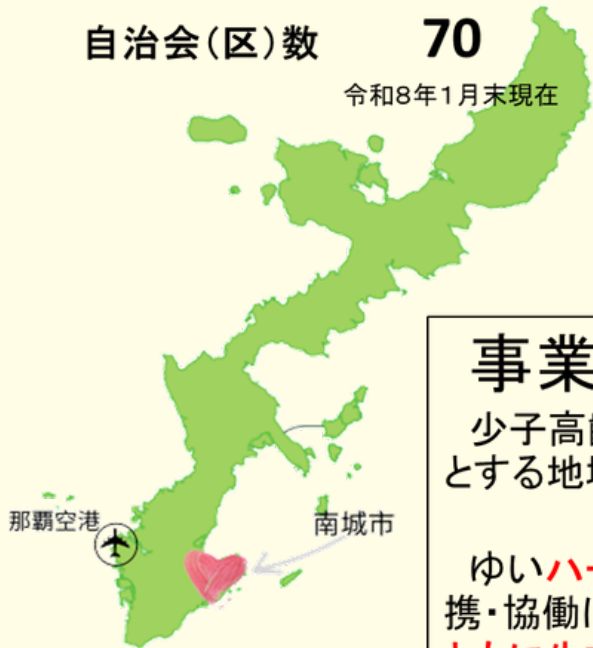 自治会(区)数 70
令和8年1月末現在
那覇空港
南城市
事業
少子高
とする地
ゆいハー
携・協働